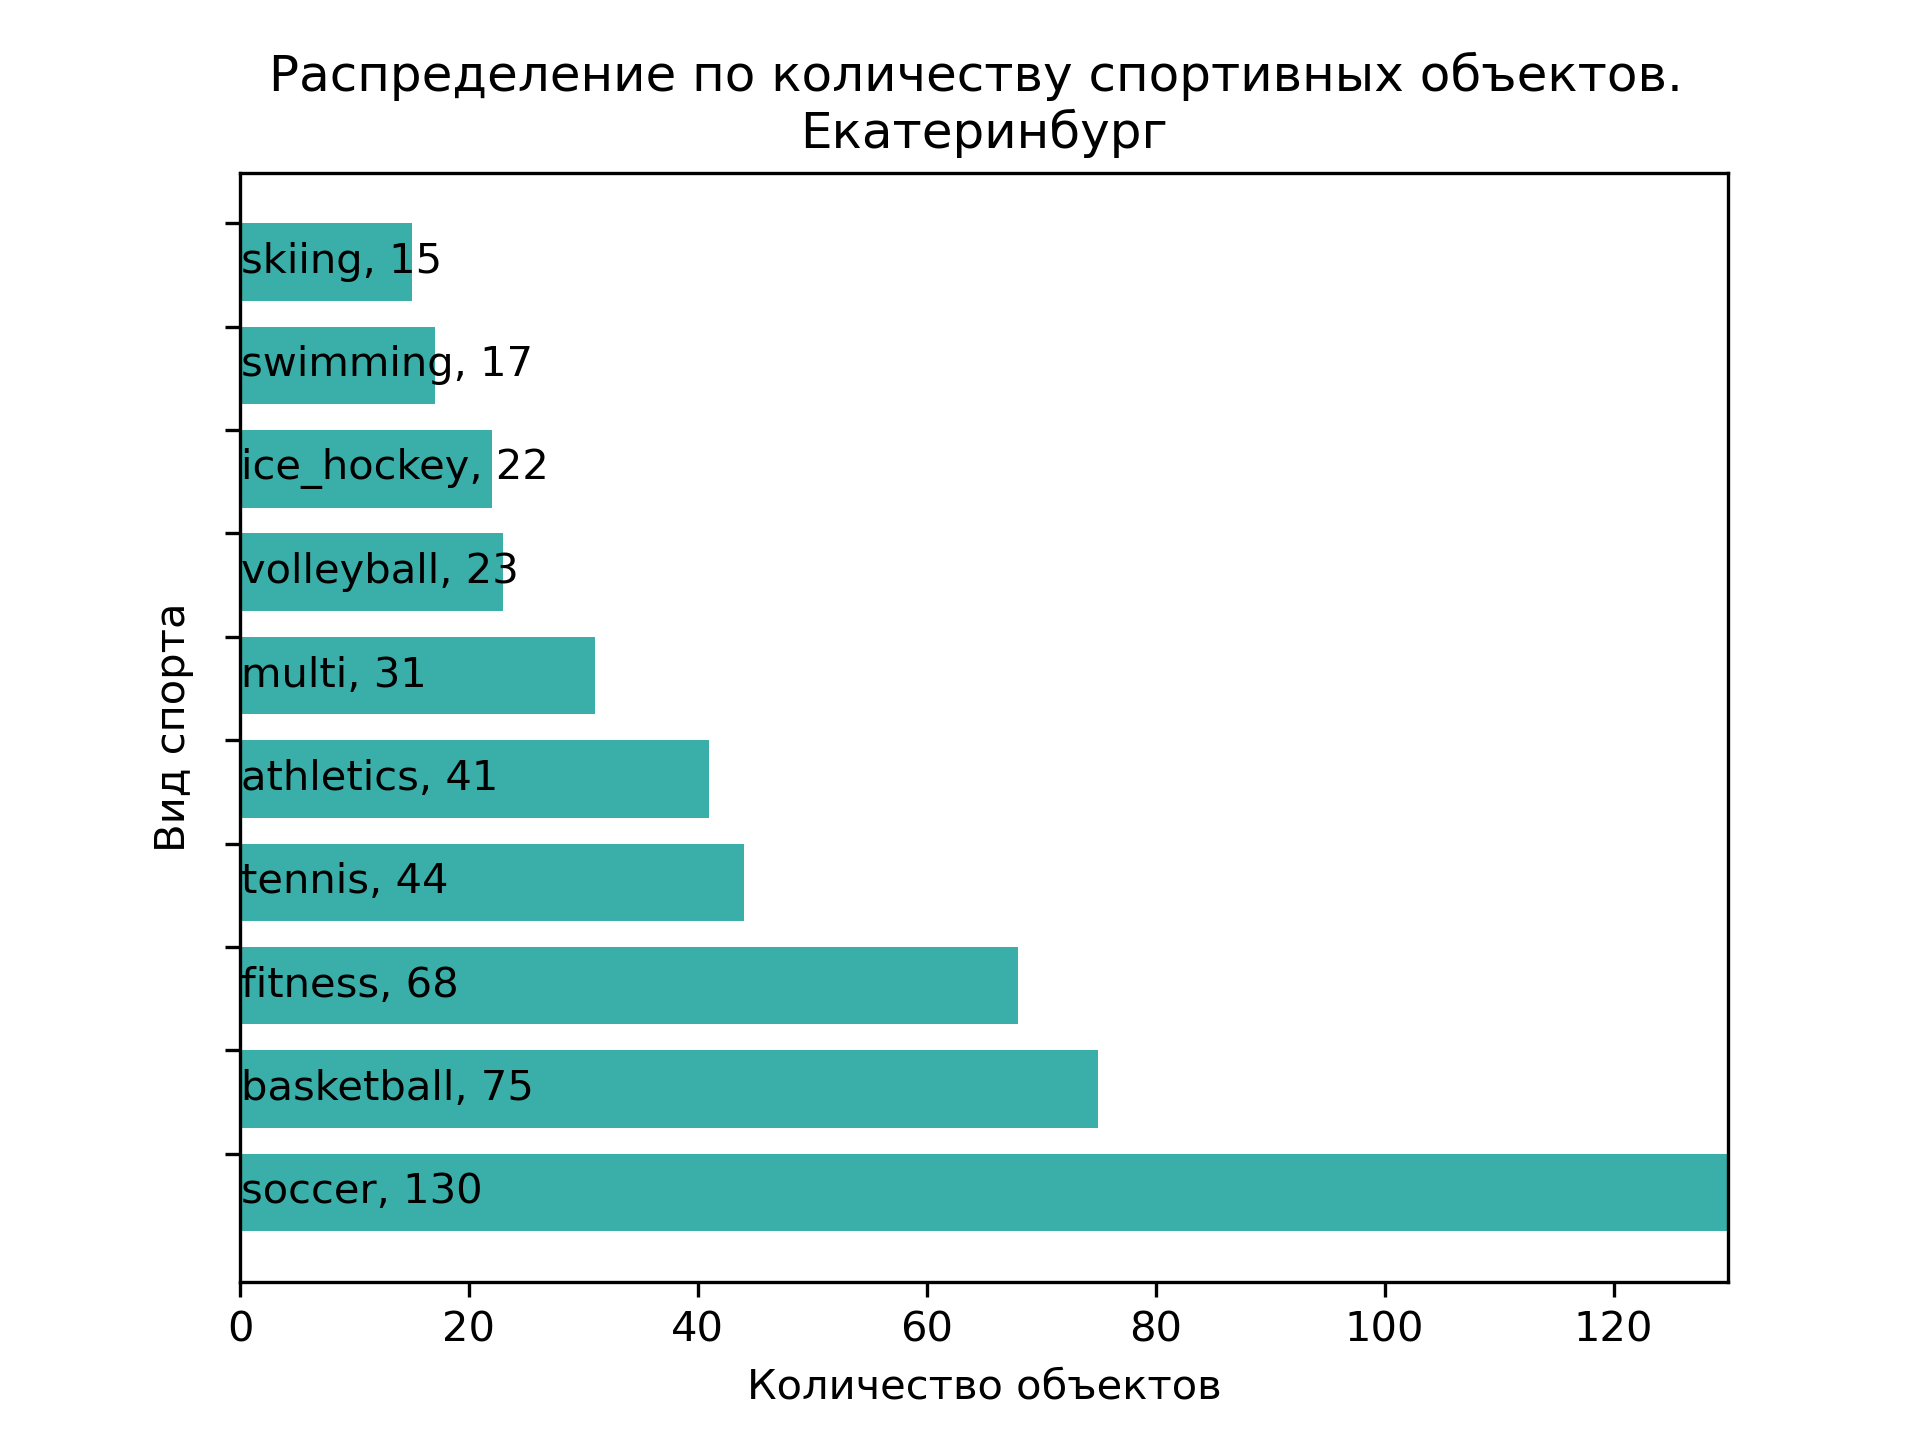 Распределение по количеству спортивных объектов.
Екатеринбург
skiing, 15
swimming, 17
ice_hockey, 22
volleyball, 23
multi, 31
athletics, 41
tennis, 44
fitness, 68
basketball, 75
soccer, 130
Вид спорта
0 20 40 60 80 100 120
Количество объектов